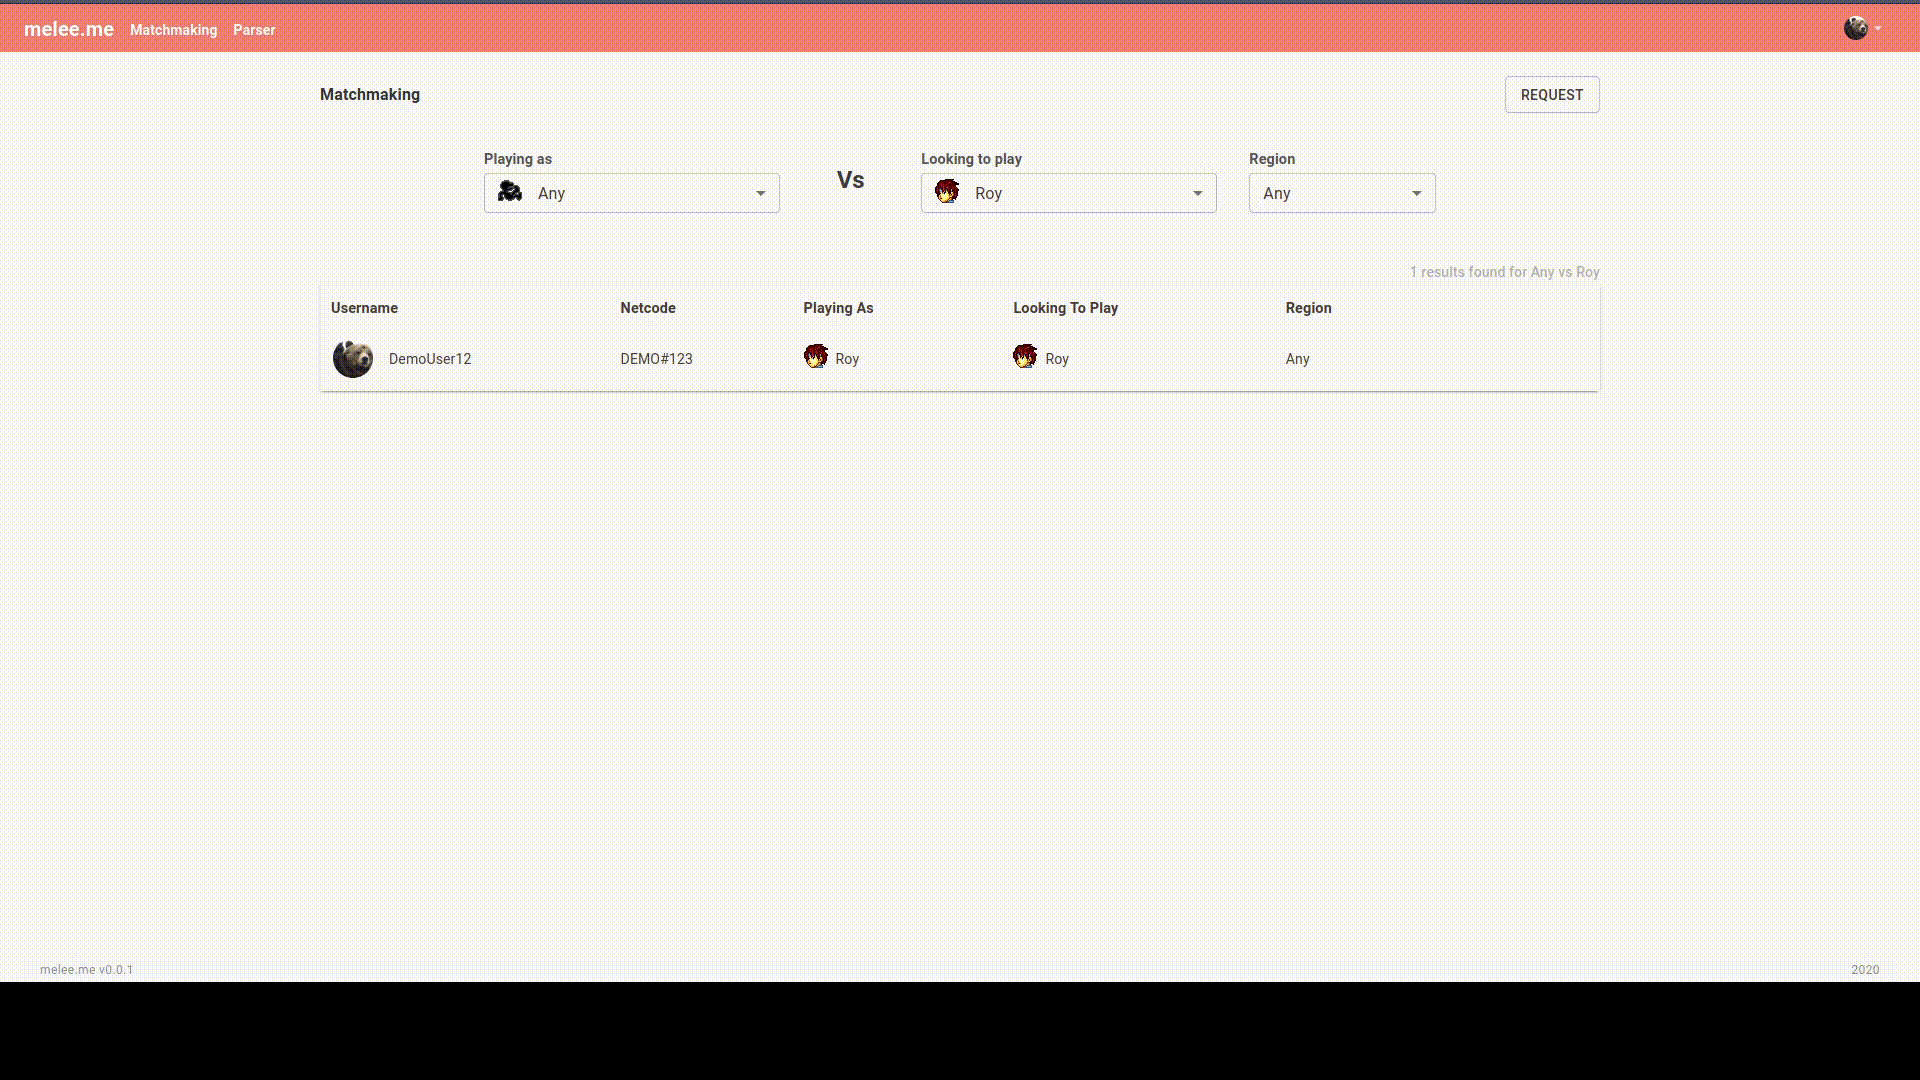 melee.me Matchmaking Parser
Matchmaking REQUEST
Playing as Looking to play Region
Any Vs Roy Any
1 results found for Any vs Roy
Username Netcode Playing As Looking To Play Region
DemoUser12 DEMO#123 Roy Roy Any
melee.me v0.0.1 2020